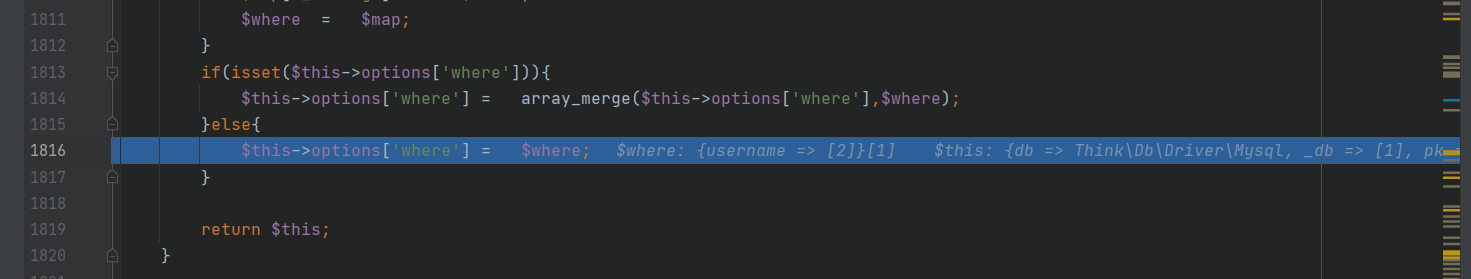 1811 $where = $map;
1812 }
1813 if(isset($this->options['where'])){
1814 $this->options['where'] = array_merge($this->options['where'],$where);
1815 }else{
1816 $this->options['where'] = $where; $where: {username => [2]}[1] $this: {db => Think\Db\Driver\Mysql, _db => [1], pk
1817 }
1818
1819 return $this;
1820 }